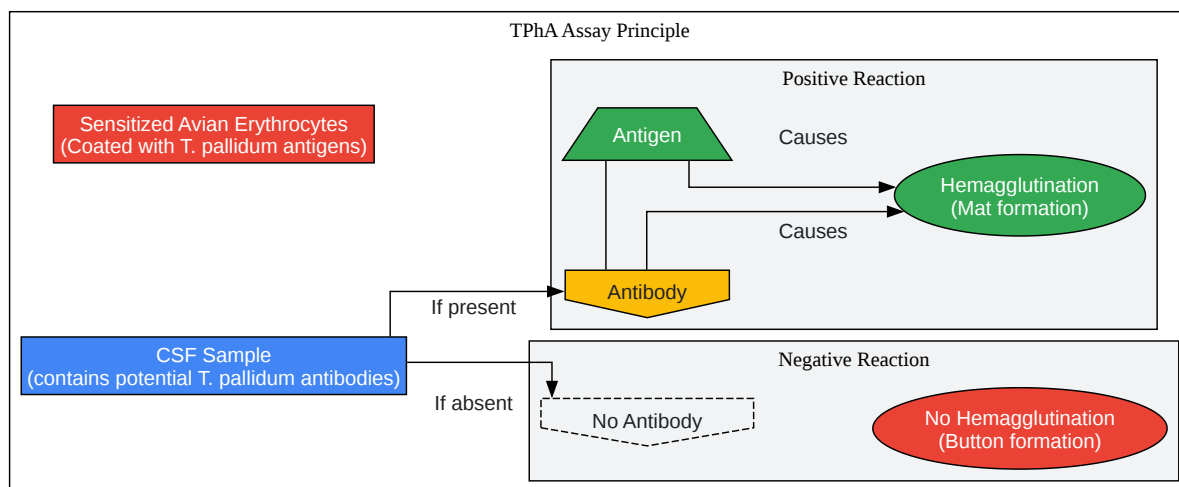 TPhA Assay Principle
Positive Reaction
Sensitized Avian Erythrocytes
(Coated with T. pallidum antigens)
Antigen
Causes
Hemagglutination
(Mat formation)
Causes
Antibody
If present
CSF Sample
(contains potential T. pallidum antibodies)
Negative Reaction
If absent
No Antibody
No Hemagglutination
(Button formation)